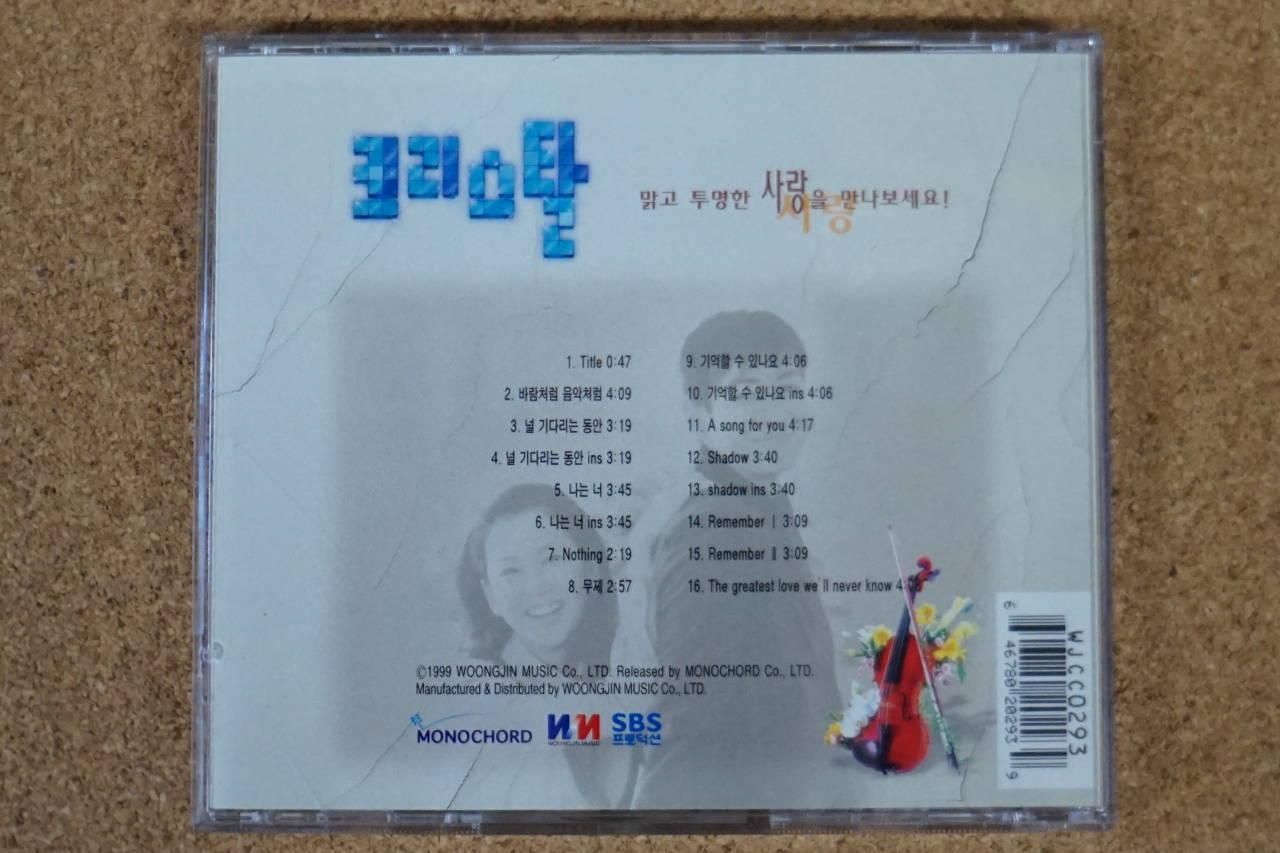 크리스탈
맑고 투명한 사랑을 만나보세요!
사랑
1. Title 0:47
2. 바람처럼 음악처럼 4:09
3. 널 기다리는 동안 3:19
4. 널 기다리는 동안 ins 3:19
5. 나는 너 3:45
6. 나는 너 ins 3:45
7. Nothing 2:19
8. 무제 2:57
9. 기억할 수 있나요 4:06
10. 기억할 수 있나요 ins 4:06
11. A song for you 4:17
12. Shadow 3:40
13. shadow ins 3:40
14. Remember Ⅰ 3:09
15. Remember Ⅱ 3:09
16. The greatest love we'll never know
©1999 WOONGJIN MUSIC Co., LTD. Released by MONOCHORD Co., LTD.
Manufactured & Distributed by WOONGJIN MUSIC Co., LTD.
MONOCHORD
WOONGJIN MUSIC
SBS
프로덕션
WJCC0293
6 46780 20293 9